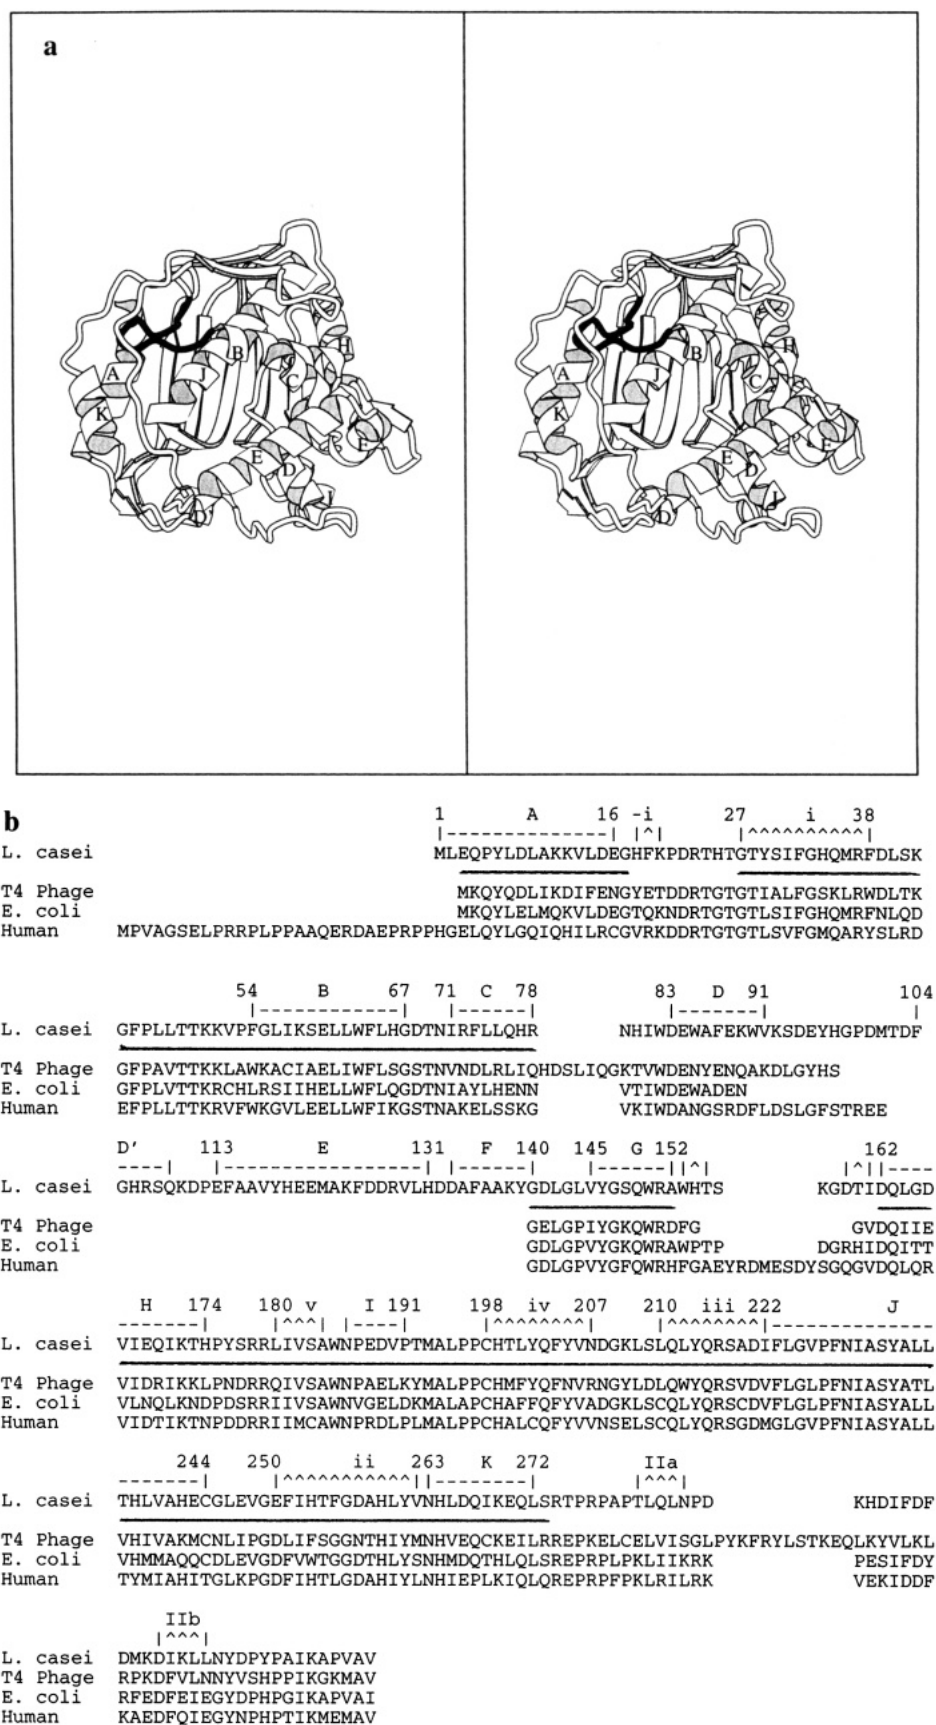 a
A
K
J
B
C
H
E
D
F
I
D
A
K
J
B
C
H
E
D
F
I
D
b
1 A 16 -i 27 i 38
|-------------| |^| |^^^^^^^^^^|
L. casei MLEQPYLDLAKKVLDEGHFKPDRTHTGTYSIFGHQMRFDLSK
T4 Phage MKQYQDLIKDIFENGYETDDRTGTGTIALFGSKLRWDLTK
E. coli MKQYLELMQKVLDEGTQKNDRTGTGTLSIFGHQMRFNLQD
Human MPVAGSELPRRPLPPAAQERDAEPRPPHGELQYLGQIQHILRCGVRKDDRTGTGTLSVFGMQARYSLRD
54 B 67 71 C 78 83 D 91 104
|-----------| |-----| |-------| |
L. casei GFPLLTTKKVPFGLIKSELLWFLHGDTNIRFLLQHR NHIWDEWAFEKWVKSDEYHGPDMTDF
T4 Phage GFPAVTTKKLAWKACIAELIWFLSGSTNVNDLRLIQHDSLIQGKTVWDENYENQAKDLGYHS
E. coli GFPLVTTKRCHLRSIIHELLWFLQGDTNIAYLHENN VTIWDEWADEN
Human EFPLLTTKRVFWKGVLEELLWFIKGSTNAKELSSKG VKIWDANGSRDFLDSLGFSTREE
D′ 113 E 131 F 140 145 G 152 162
----| |-----------------| |------| |------||^| |^||----
L. casei GHRSQKDPEFAAVYHEEMAKFDDRVLHDDAFAAKYGDLGLVYGSQWRAWHTS KGDTIDQLGD
T4 Phage GELGPIYGKQWRDFG GVDQIIE
E. coli GDLGPVYGKQWRAWPTP DGRHIDQITT
Human GDLGPVYGFQWRHFGAEYRDMESDYSGQGVDQLQR
H 174 180 v I 191 198 iv 207 210 iii 222 J
-------| |^^^| |----| |^^^^^^^^| |^^^^^^^^|--------------
L. casei VIEQIKTHPYSRRLIVSAWNPEDVPTMALPPCHTLYQFYVNDGKLSLQLYQRSADIFLGVPFNIASYALL
T4 Phage VIDRIKKLPNDRRQIVSAWNPAELKYMALPPCHMFYQFNVRNGYLDLQWYQRSVDVFLGLPFNIASYATL
E. coli VLNQLKNDPDSRRIIVSAWNVGELDKMALAPCHAFFQFYVADGKLSCQLYQRSCDVFLGLPFNIASYALL
Human VIDTIKTNPDDRRIIMCAWNPRDLPLMALPPCHALCQFYVVNSELSCQLYQRSGDMGLGVPFNIASYALL
244 250 ii 263 K 272 IIa
-------| |^^^^^^^^^^^|--------| |^^^|
L. casei THLVAHECGLEVGEFIHTFGDAHLYVNHLDQIKEQLSRTPRPAPTLQLNPD KHDIFDF
T4 Phage VHIVAKMCNLIPGDLIFSGGNTHIYMNHVEQCKEILRREPKELCELVISGLPYKFRYLSTKEQLKYVLKL
E. coli VHMMAQQCDLEVGDFVWTGGDTHLYSNHMDQTHLQLSREPRPLPKLIIKRK PESIFDY
Human TYMIAHITGLKPGDFIHTLGDAHIYLNHIEPLKIQLQREPRPFPKLRILRK VEKIDDF
IIb
|^^^|
L. casei DMKDIKLLNYDPYPAIKAPVAV
T4 Phage RPKDFVLNNYVSHPPIKGKMAV
E. coli RFEDFEIEGYDPHPGIKAPVAI
Human KAEDFQIEGYNPHPTIKMEMAV